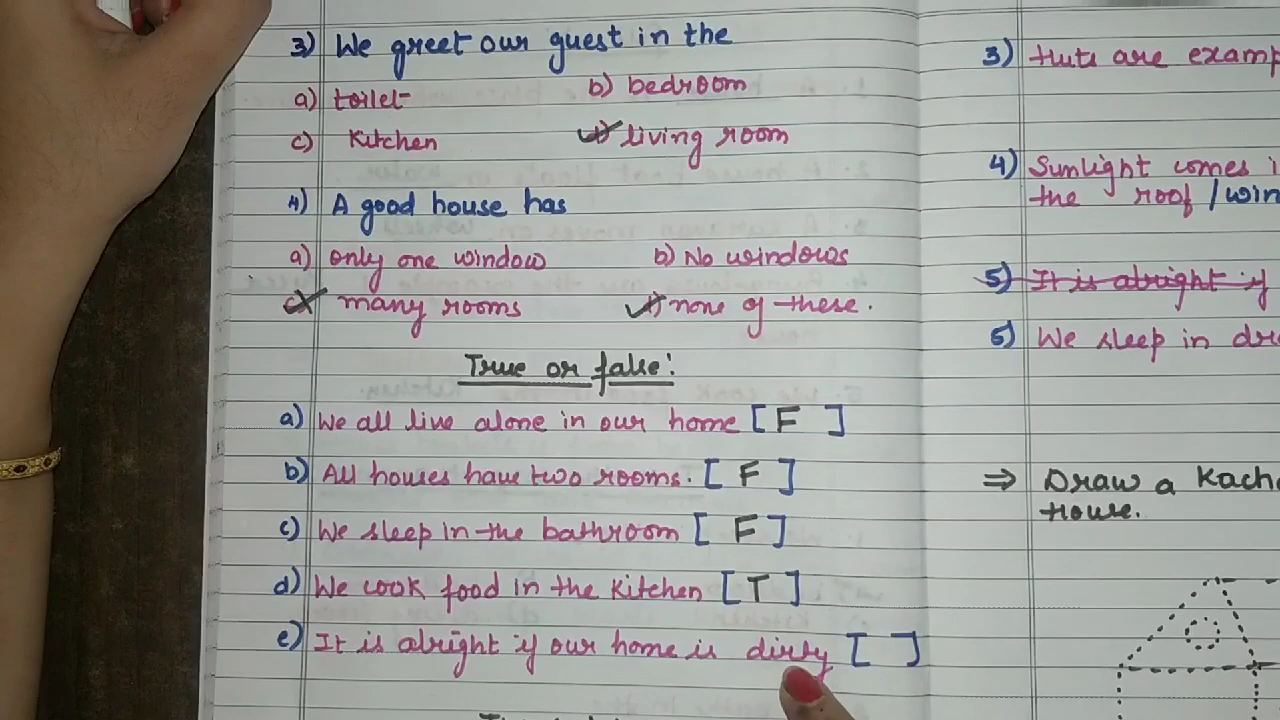 3) We greet our guest in the
a) toilet
b) bedroom
c) Kitchen
d) living room
4) A good house has
a) only one window
b) No windows
c) many rooms
d) none of these.
True or false:
a) We all live alone in our home [ F ]
b) All houses have two rooms. [ F ]
c) We sleep in the bathroom [ F ]
d) We cook food in the Kitchen [ T ]
e) It is alright if our home is dirty [ ]
3) Huts are examp
4) Sunlight comes i
the roof / win
5) It is alright if
5) We sleep in dr
⇒ Draw a Kach
House.